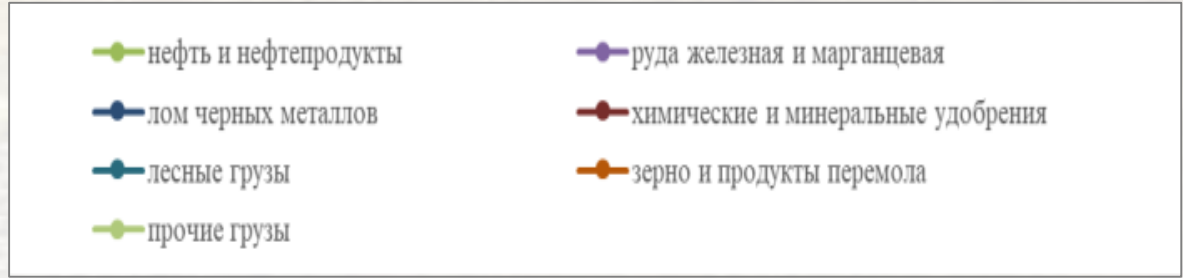 нефть и нефтепродукты
руда железная и марганцевая
лом черных металлов
химические и минеральные удобрения
лесные грузы
зерно и продукты перемола
прочие грузы